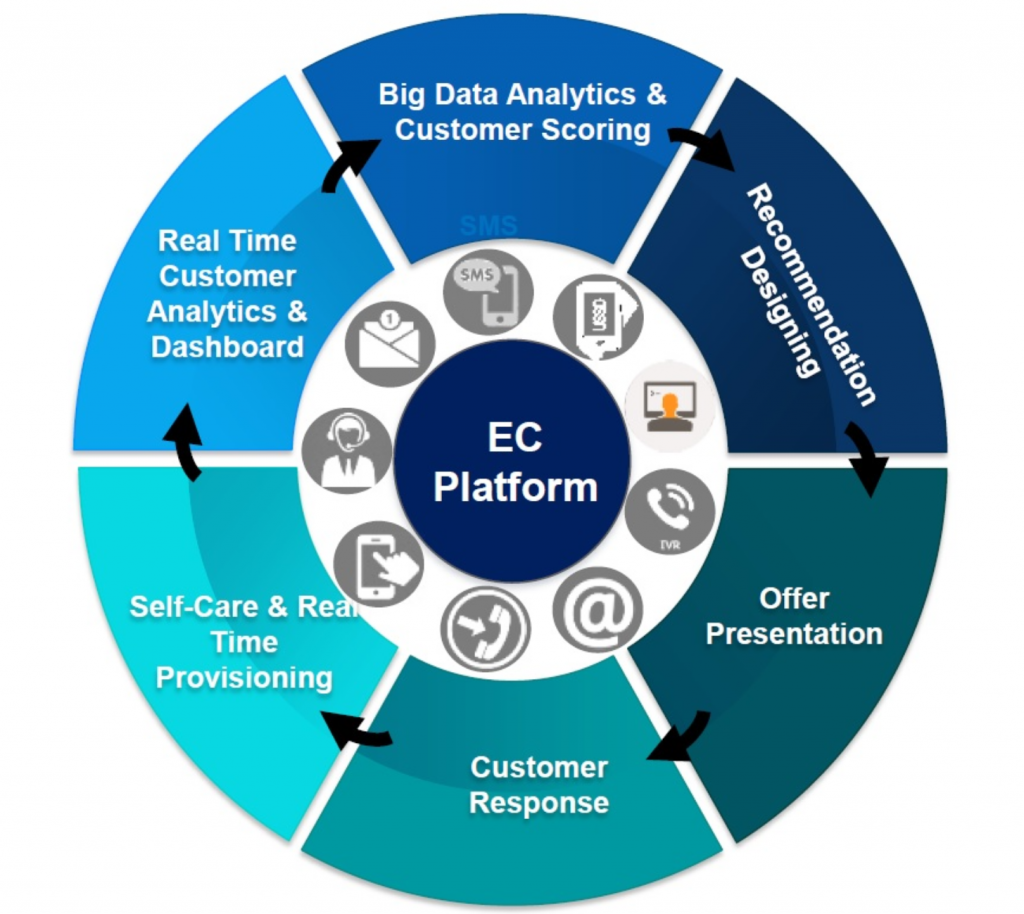 Big Data Analytics &
Customer Scoring
Recommendation
Designing
Offer
Presentation
Customer
Response
Self-Care & Real
Time
Provisioning
Real Time
Customer
Analytics &
Dashboard
SMS
SMS
1
IVR
@
EC
Platform